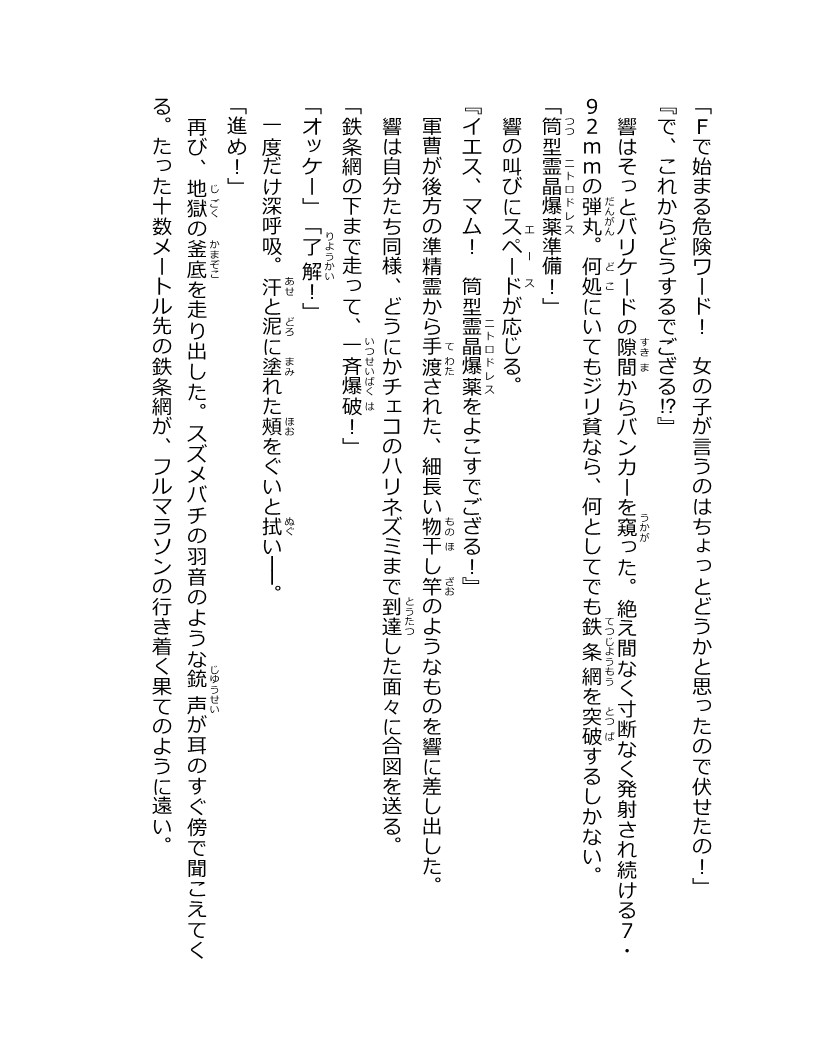 「Ｆで始まる危険ワード！　女の子が言うのはちょっとどうかと思ったので伏せたの！」
『で、これからどうするでござる⁉』
　響はそっとバリケードの隙間からバンカーを窺った。絶え間なく寸断なく発射され続ける７・
９２ｍｍの弾丸。何処にいてもジリ貧なら、何としてでも鉄条網を突破するしかない。
「筒型霊晶爆薬準備！」
　響の叫びにスペードが応じる。
『イエス、マム！　筒型霊晶爆薬をよこすでござる！』
　軍曹が後方の準精霊から手渡された、細長い物干し竿のようなものを響に差し出した。
　響は自分たち同様、どうにかチェコのハリネズミまで到達した面々に合図を送る。
「鉄条網の下まで走って、一斉爆破！」
「オッケー」「了解！」
　一度だけ深呼吸。汗と泥に塗れた頰をぐいと拭い──。
「進め！」
　再び、地獄の釜底を走り出した。スズメバチの羽音のような銃声が耳のすぐ傍で聞こえてく
る。たった十数メートル先の鉄条網が、フルマラソンの行き着く果てのように遠い。